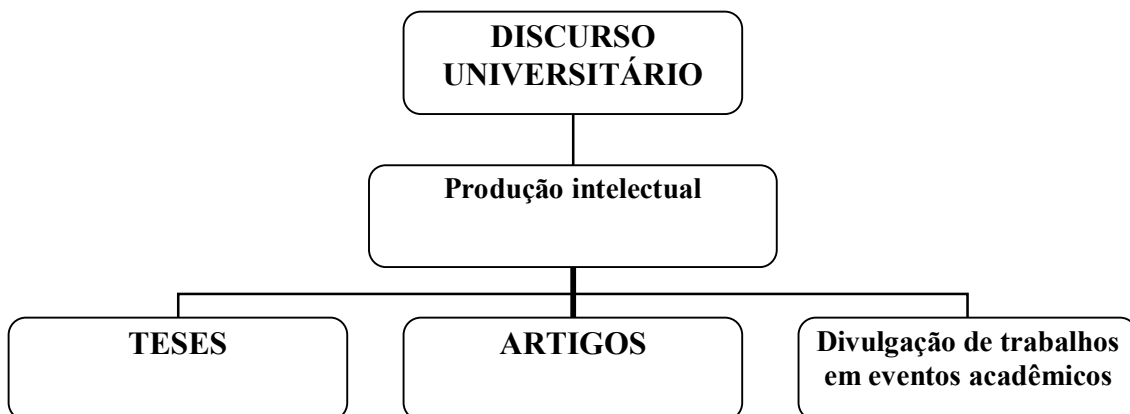 DISCURSO
UNIVERSITÁRIO
Produção intelectual
TESES
ARTIGOS
Divulgação de trabalhos
em eventos acadêmicos